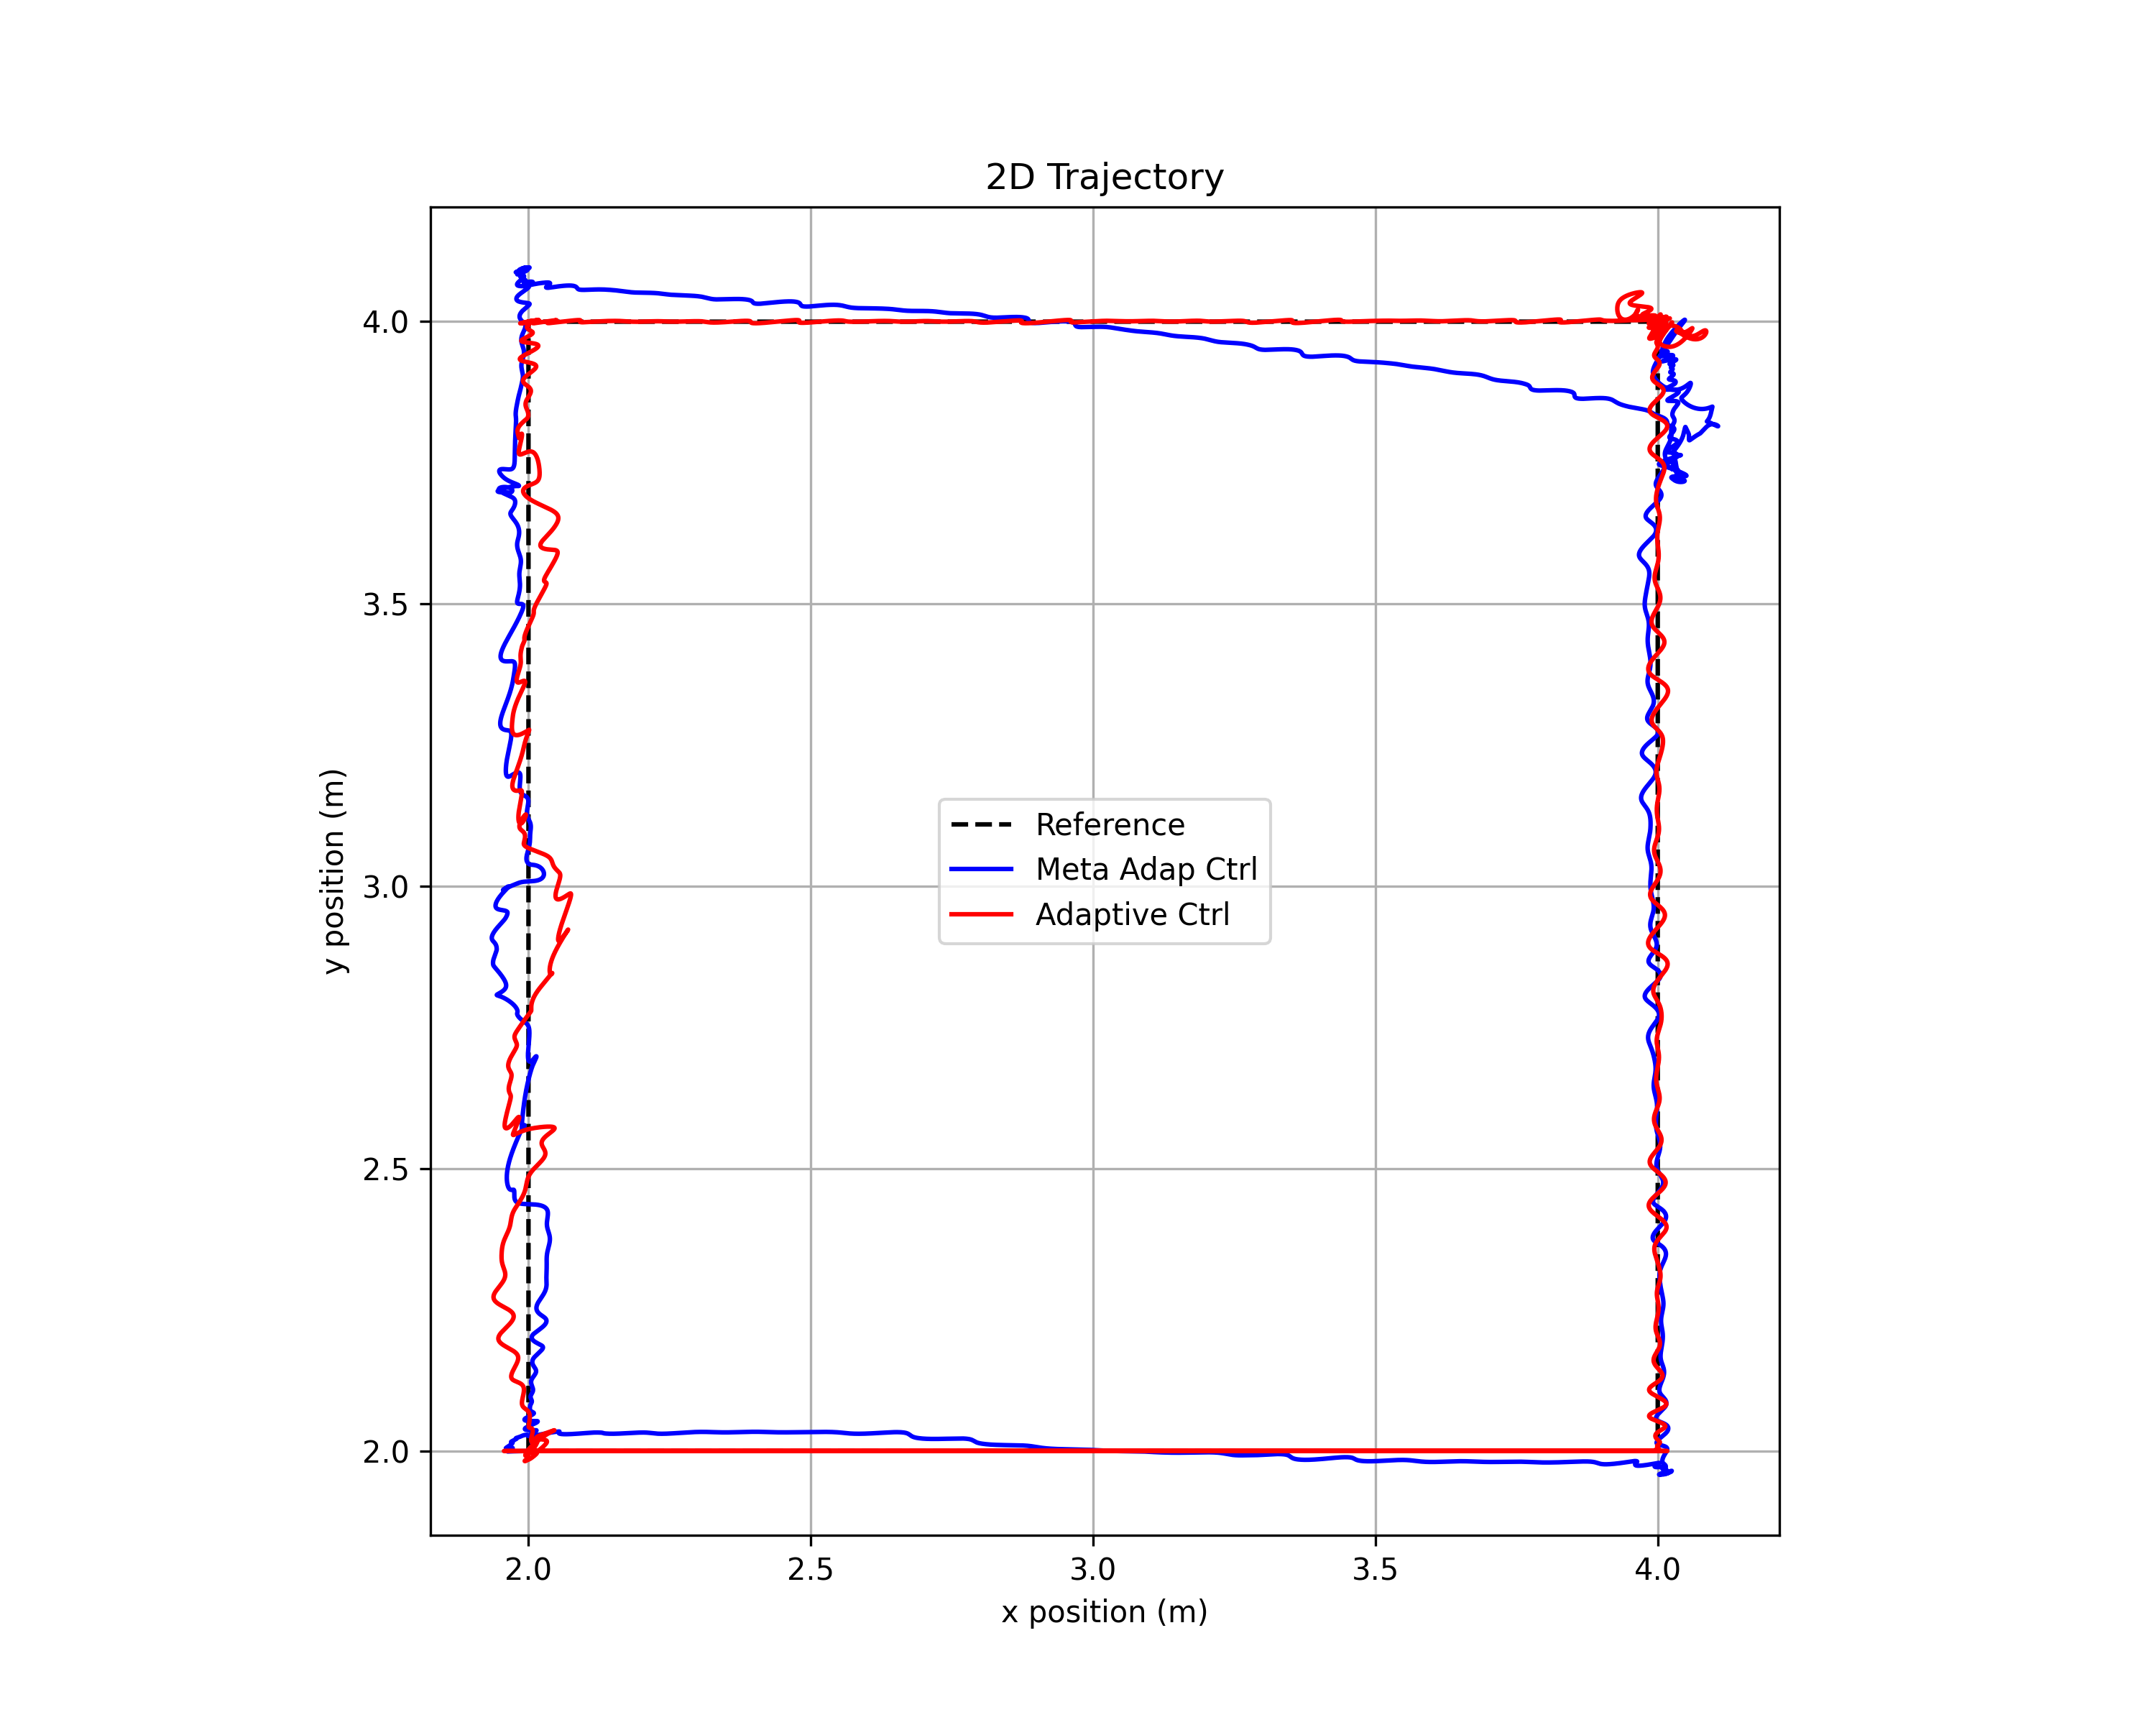 2D Trajectory
y position (m)
4.0
3.5
3.0
2.5
2.0
Reference
Meta Adap Ctrl
Adaptive Ctrl
2.0 2.5 3.0 3.5 4.0
x position (m)